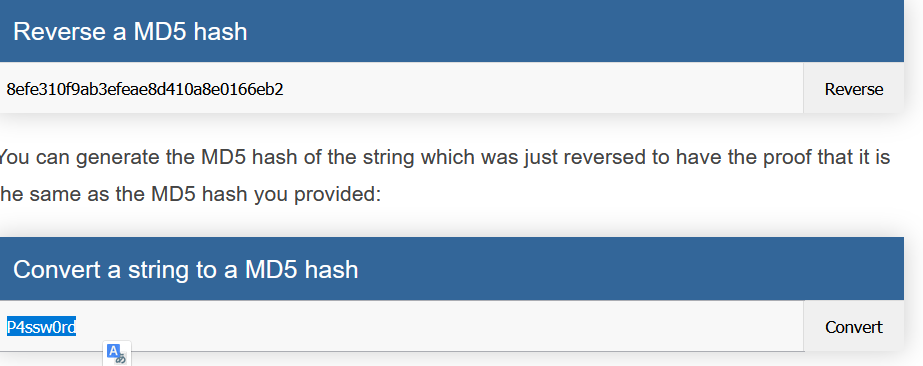 Reverse a MD5 hash
8efe310f9ab3efeae8d410a8e0166eb2 Reverse
You can generate the MD5 hash of the string which was just reversed to have the proof that it is
the same as the MD5 hash you provided:
Convert a string to a MD5 hash
P4ssw0rd Convert